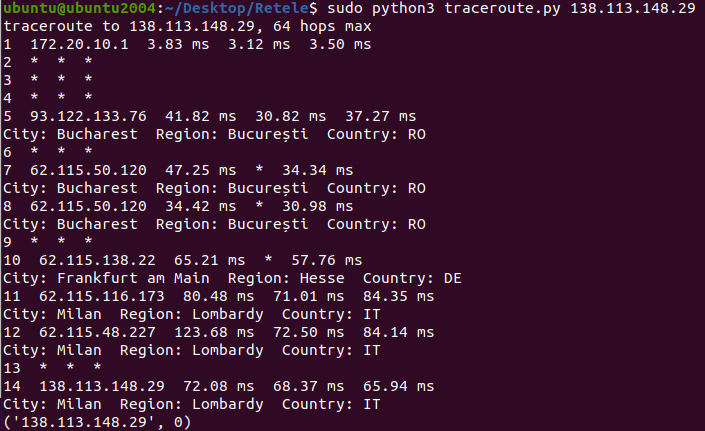 ubuntu@ubuntu2004:~/Desktop/Retele$ sudo python3 traceroute.py 138.113.148.29
traceroute to 138.113.148.29, 64 hops max
1  172.20.10.1  3.83 ms  3.12 ms  3.50 ms
2  *  *  *
3  *  *  *
4  *  *  *
5  93.122.133.76  41.82 ms  30.82 ms  37.27 ms
City: Bucharest  Region: București  Country: RO
6  *  *  *
7  62.115.50.120  47.25 ms  *  34.34 ms
City: Bucharest  Region: București  Country: RO
8  62.115.50.120  34.42 ms  *  30.98 ms
City: Bucharest  Region: București  Country: RO
9  *  *  *
10  62.115.138.22  65.21 ms  *  57.76 ms
City: Frankfurt am Main  Region: Hesse  Country: DE
11  62.115.116.173  80.48 ms  71.01 ms  84.35 ms
City: Milan  Region: Lombardy  Country: IT
12  62.115.48.227  123.68 ms  72.50 ms  84.14 ms
City: Milan  Region: Lombardy  Country: IT
13  *  *  *
14  138.113.148.29  72.08 ms  68.37 ms  65.94 ms
City: Milan  Region: Lombardy  Country: IT
('138.113.148.29', 0)